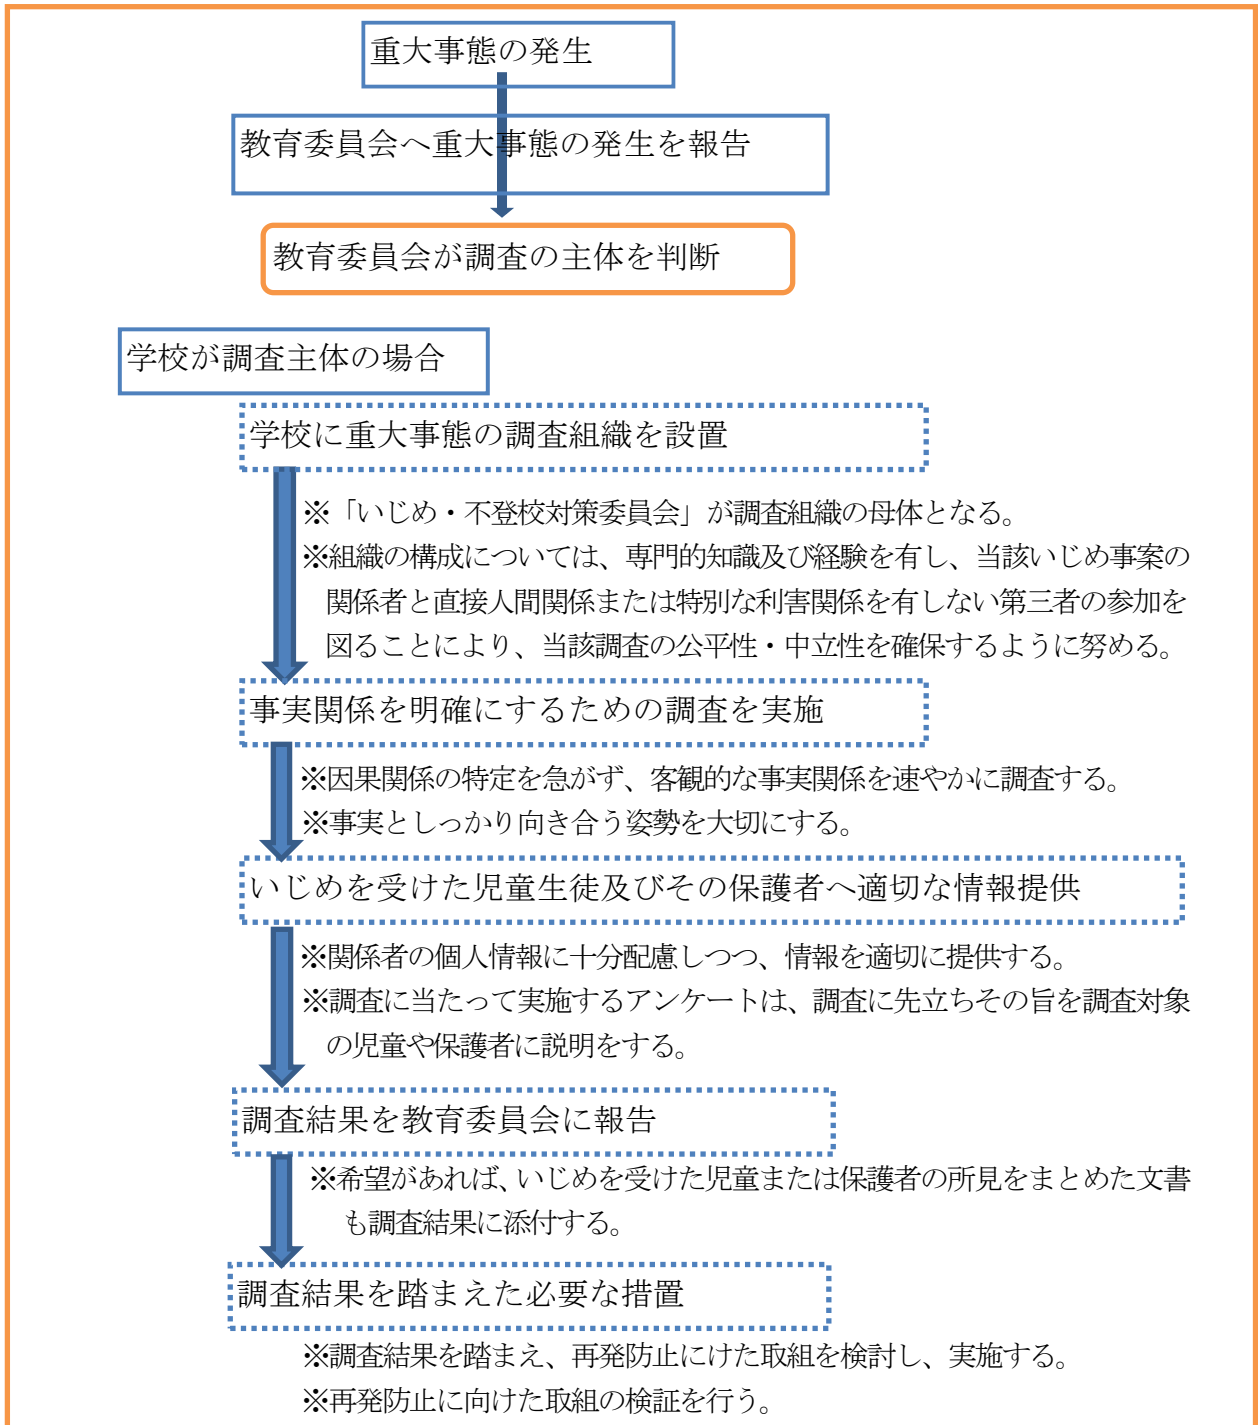 重大事態の発生
教育委員会へ重大事態の発生を報告
教育委員会が調査の主体を判断
学校が調査主体の場合
学校に重大事態の調査組織を設置
※「いじめ・不登校対策委員会」が調査組織の母体となる。
※組織の構成については、専門的知識及び経験を有し、当該いじめ事案の
関係者と直接人間関係または特別な利害関係を有しない第三者の参加を
図ることにより、当該調査の公平性・中立性を確保するように努める。
事実関係を明確にするための調査を実施
※因果関係の特定を急がず、客観的な事実関係を速やかに調査する。
※事実としっかり向き合う姿勢を大切にする。
いじめを受けた児童生徒及びその保護者へ適切な情報提供
※関係者の個人情報に十分配慮しつつ、情報を適切に提供する。
※調査に当たって実施するアンケートは、調査に先立ちその旨を調査対象
の児童や保護者に説明をする。
調査結果を教育委員会に報告
※希望があれば、いじめを受けた児童または保護者の所見をまとめた文書
も調査結果に添付する。
調査結果を踏まえた必要な措置
※調査結果を踏まえ、再発防止にけた取組を検討し、実施する。
※再発防止に向けた取組の検証を行う。